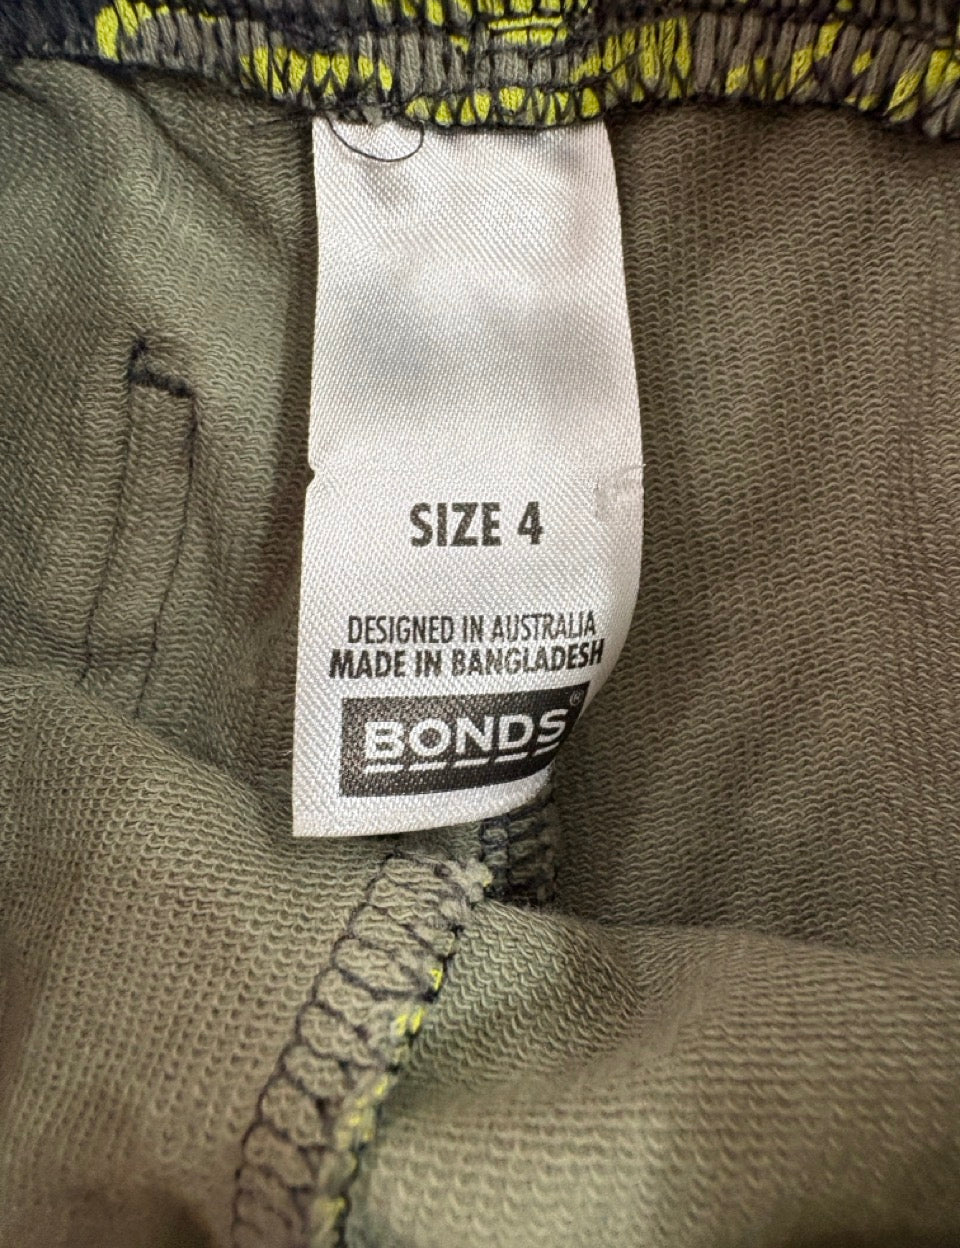 SIZE 4
DESIGNED IN AUSTRALIA
MADE IN BANGLADESH
BONDS®